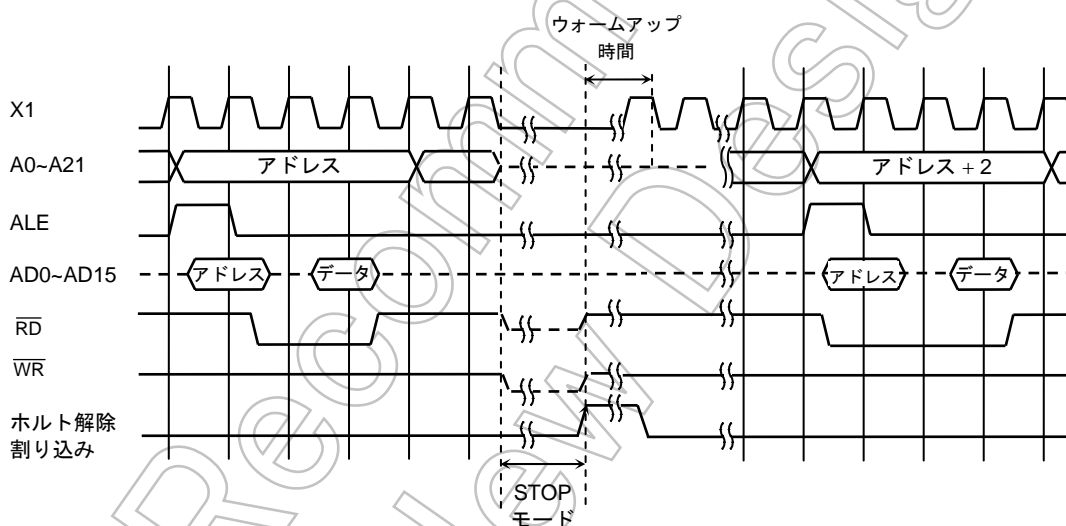 ウォームアップ
時間
X1
A0~A21
アドレス
アドレス + 2
ALE
AD0~AD15
アドレス
データ
アドレス
データ
RD
WR
ホルト解除
割り込み
STOP
モード